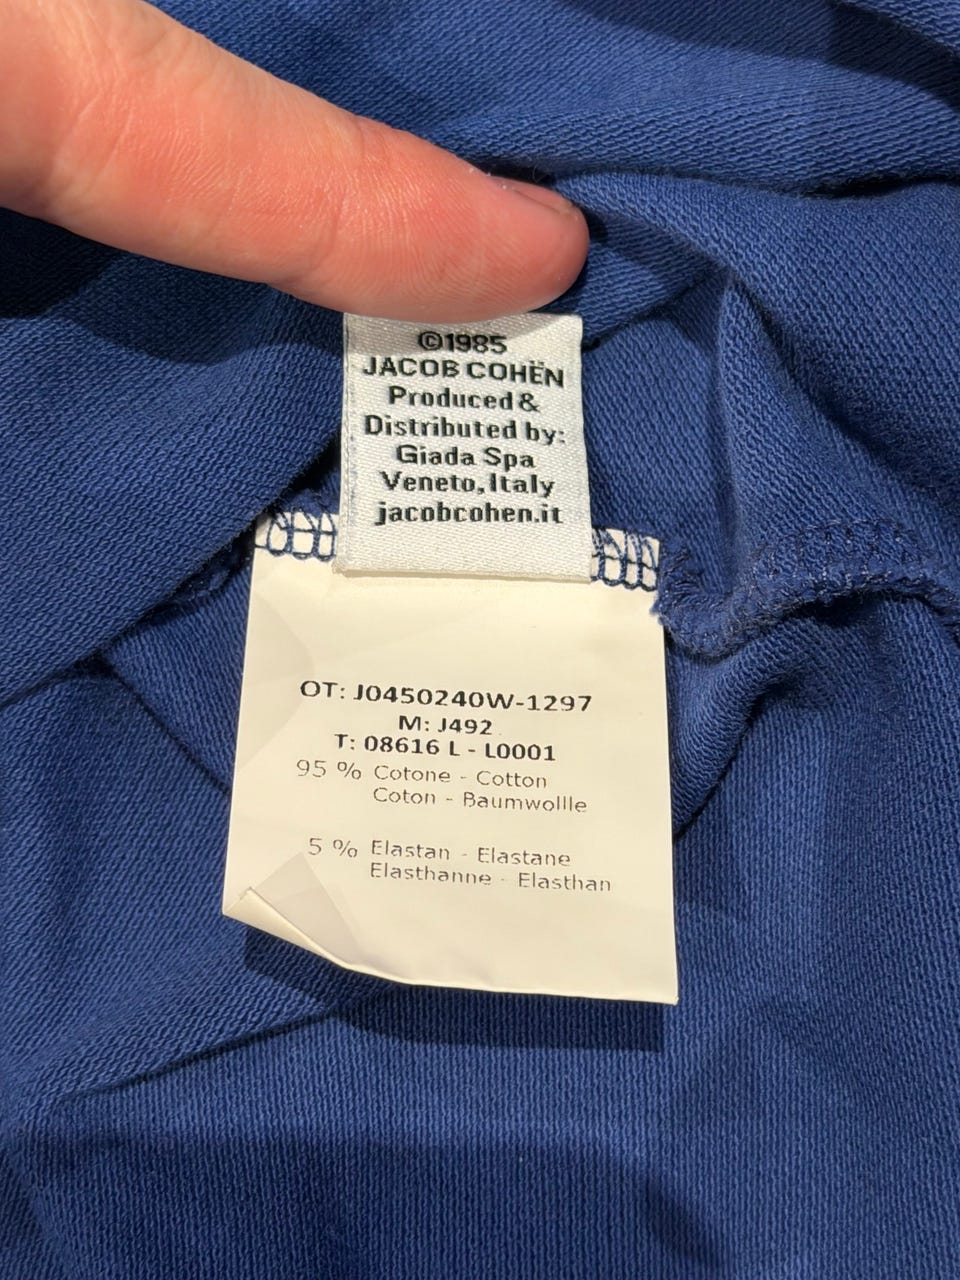 ©1985
JACOB COHËN
Produced &
Distributed by:
Giada Spa
Veneto, Italy
jacobcohen.it
OT: J0450240W-1297
M: J492
T: 08616 L - L0001
95 % Cotone - Cotton
Coton - Baumwollle
5 % Elastan - Elastane
Elasthanne - Elasthan